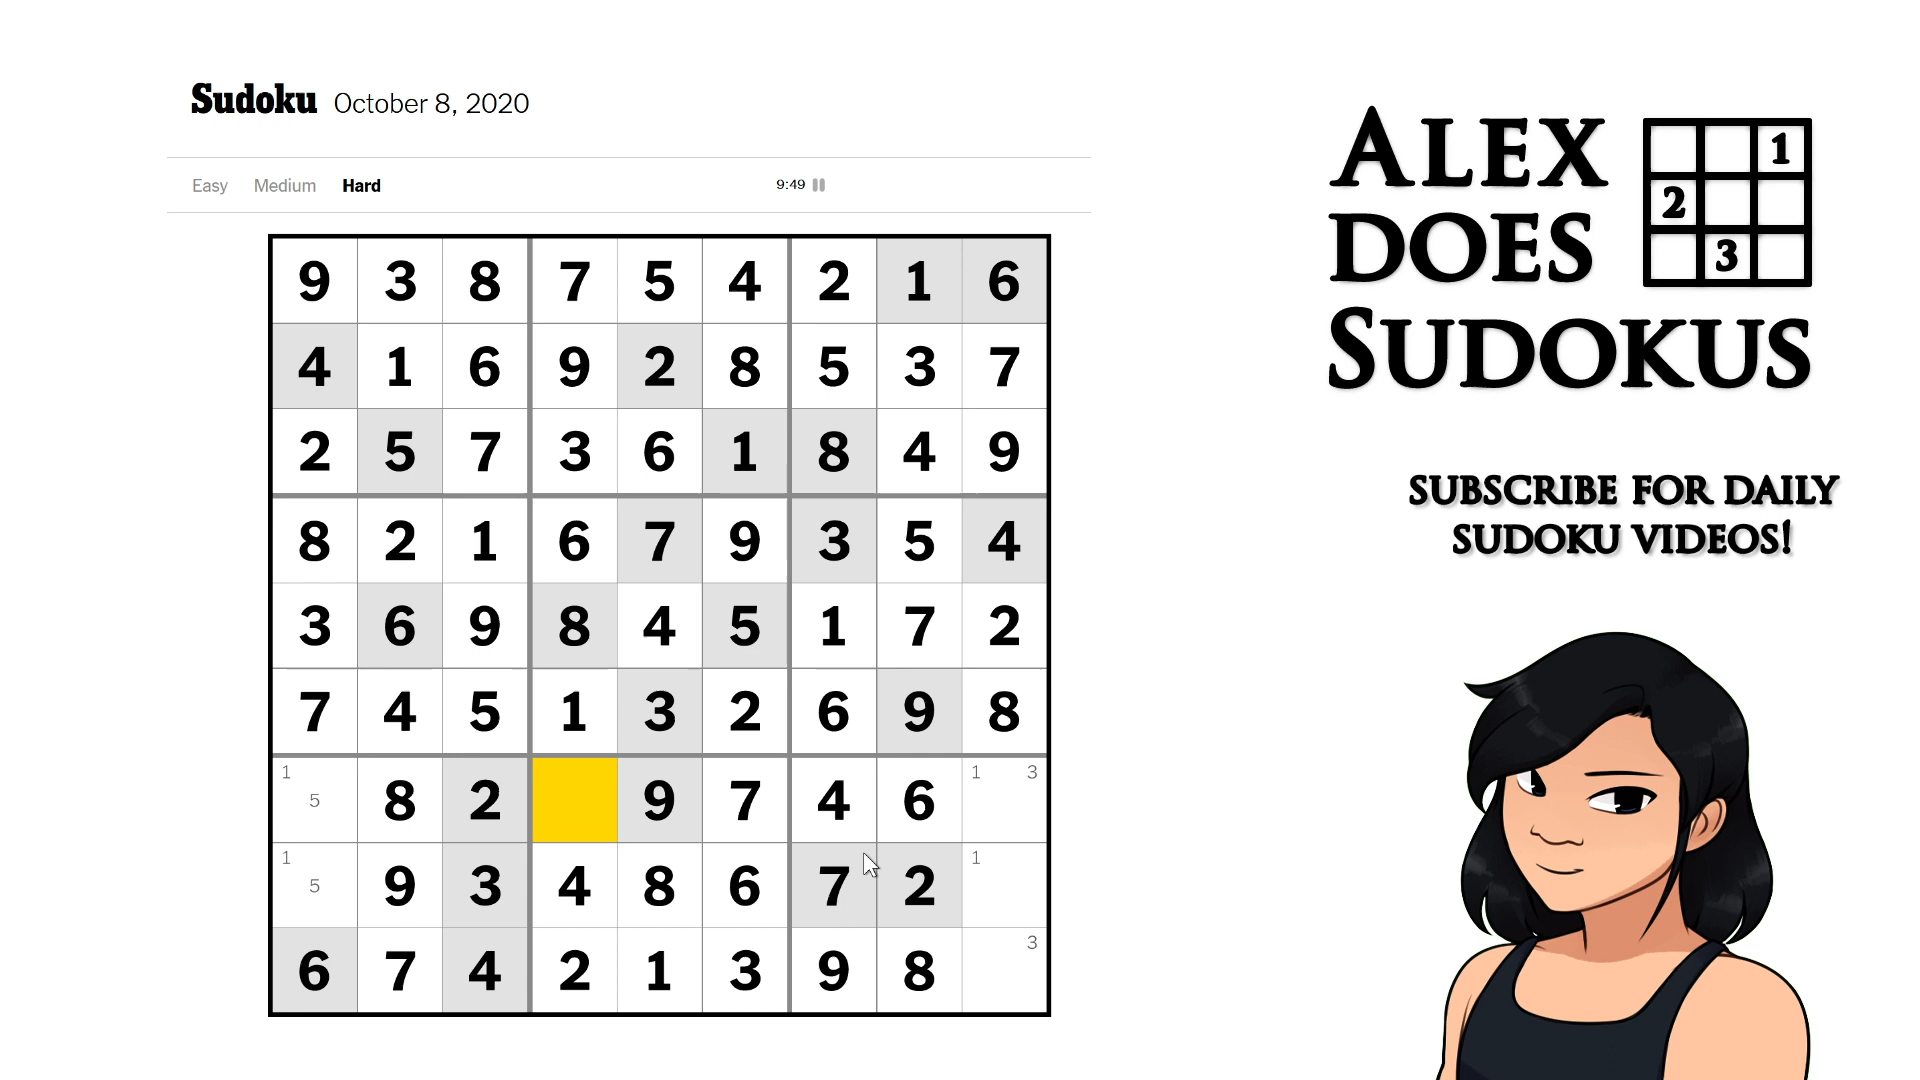 Sudoku October 8, 2020
Easy Medium Hard 9:49
9 3 8 7 5 4 2 1 6
4 1 6 9 2 8 5 3 7
2 5 7 3 6 1 8 4 9
8 2 1 6 7 9 3 5 4
3 6 9 8 4 5 1 7 2
7 4 5 1 3 2 6 9 8
1 5 8 2 9 7 4 6 1 3
1 5 9 3 4 8 6 7 2 1
6 7 4 2 1 3 9 8 3
ALEX
DOES
SUDOKUS
1
2
3
SUBSCRIBE FOR DAILY
SUDOKU VIDEOS!